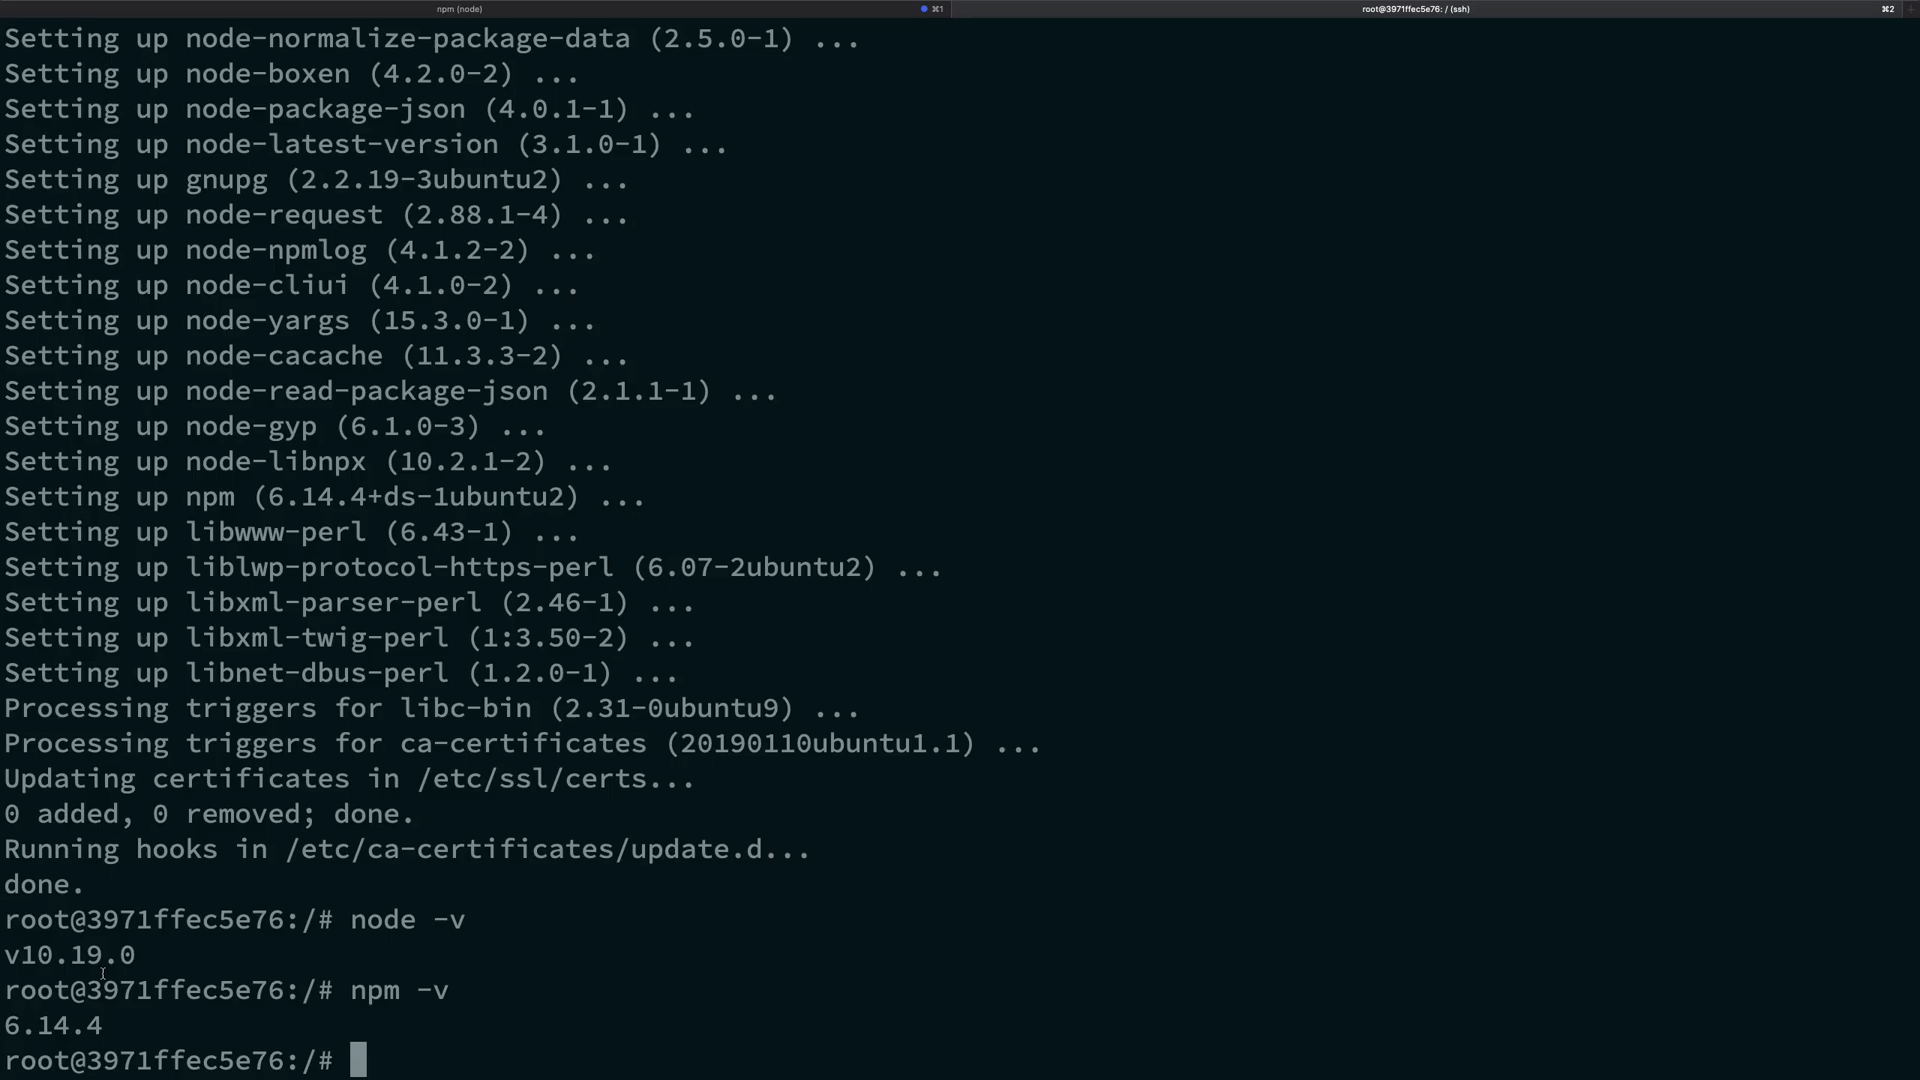 npm (node)
⌘1
root@3971ffec5e76: / (ssh)
⌘2
Setting up node-normalize-package-data (2.5.0-1) ...
Setting up node-boxen (4.2.0-2) ...
Setting up node-package-json (4.0.1-1) ...
Setting up node-latest-version (3.1.0-1) ...
Setting up gnupg (2.2.19-3ubuntu2) ...
Setting up node-request (2.88.1-4) ...
Setting up node-npmlog (4.1.2-2) ...
Setting up node-cliui (4.1.0-2) ...
Setting up node-yargs (15.3.0-1) ...
Setting up node-cacache (11.3.3-2) ...
Setting up node-read-package-json (2.1.1-1) ...
Setting up node-gyp (6.1.0-3) ...
Setting up node-libnpx (10.2.1-2) ...
Setting up npm (6.14.4+ds-1ubuntu2) ...
Setting up libwww-perl (6.43-1) ...
Setting up liblwp-protocol-https-perl (6.07-2ubuntu2) ...
Setting up libxml-parser-perl (2.46-1) ...
Setting up libxml-twig-perl (1:3.50-2) ...
Setting up libnet-dbus-perl (1.2.0-1) ...
Processing triggers for libc-bin (2.31-0ubuntu9) ...
Processing triggers for ca-certificates (20190110ubuntu1.1) ...
Updating certificates in /etc/ssl/certs...
0 added, 0 removed; done.
Running hooks in /etc/ca-certificates/update.d...
done.
root@3971ffec5e76:/# node -v
v10.19.0
root@3971ffec5e76:/# npm -v
6.14.4
root@3971ffec5e76:/#